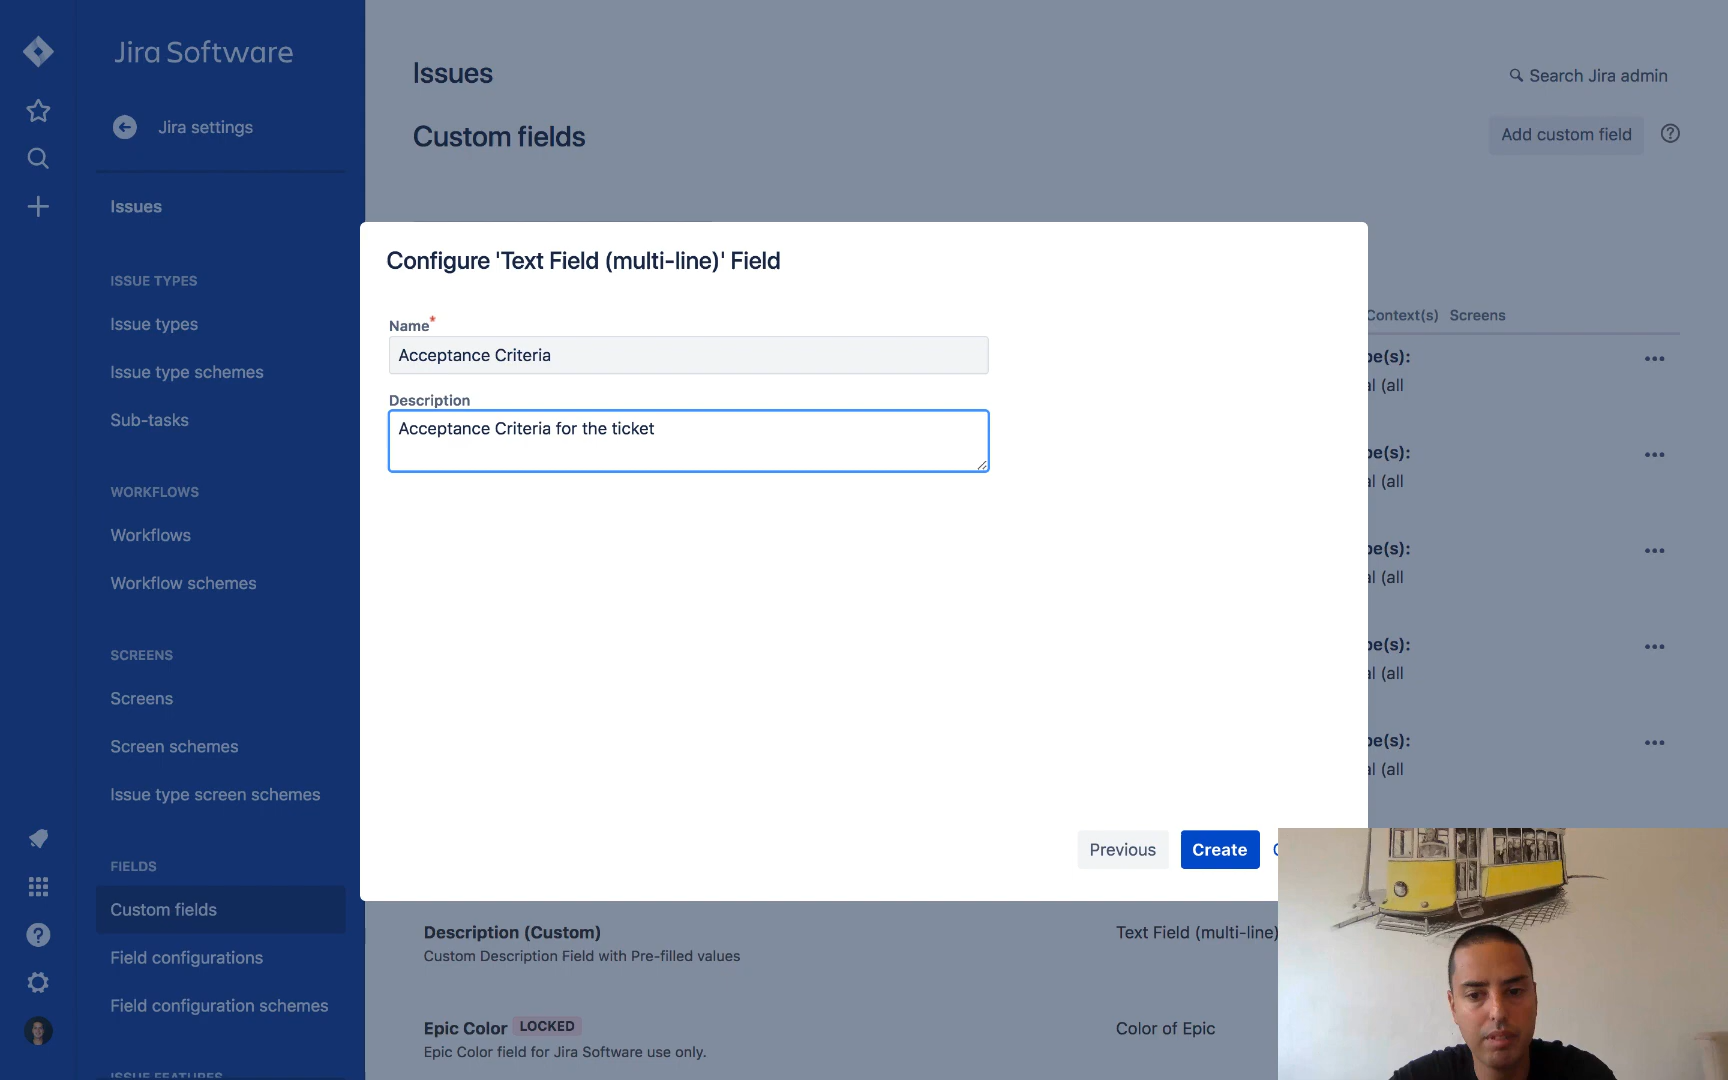 Jira Software
Jira settings
Issues
ISSUE TYPES
Issue types
Issue type schemes
Sub-tasks
WORKFLOWS
Workflows
Workflow schemes
SCREENS
Screens
Screen schemes
Issue type screen schemes
FIELDS
Custom fields
Field configurations
Field configuration schemes
ISSUE FEATURES
Issues
Search Jira admin
Custom fields
Add custom field
Configure 'Text Field (multi-line)' Field
Name*
Acceptance Criteria
Description
Acceptance Criteria for the ticket
Previous
Create
Context(s) Screens
pe(s):
al (all
pe(s):
al (all
pe(s):
al (all
pe(s):
al (all
pe(s):
al (all
Description (Custom)
Text Field (multi-line)
Custom Description Field with Pre-filled values
Epic Color LOCKED
Color of Epic
Epic Color field for Jira Software use only.